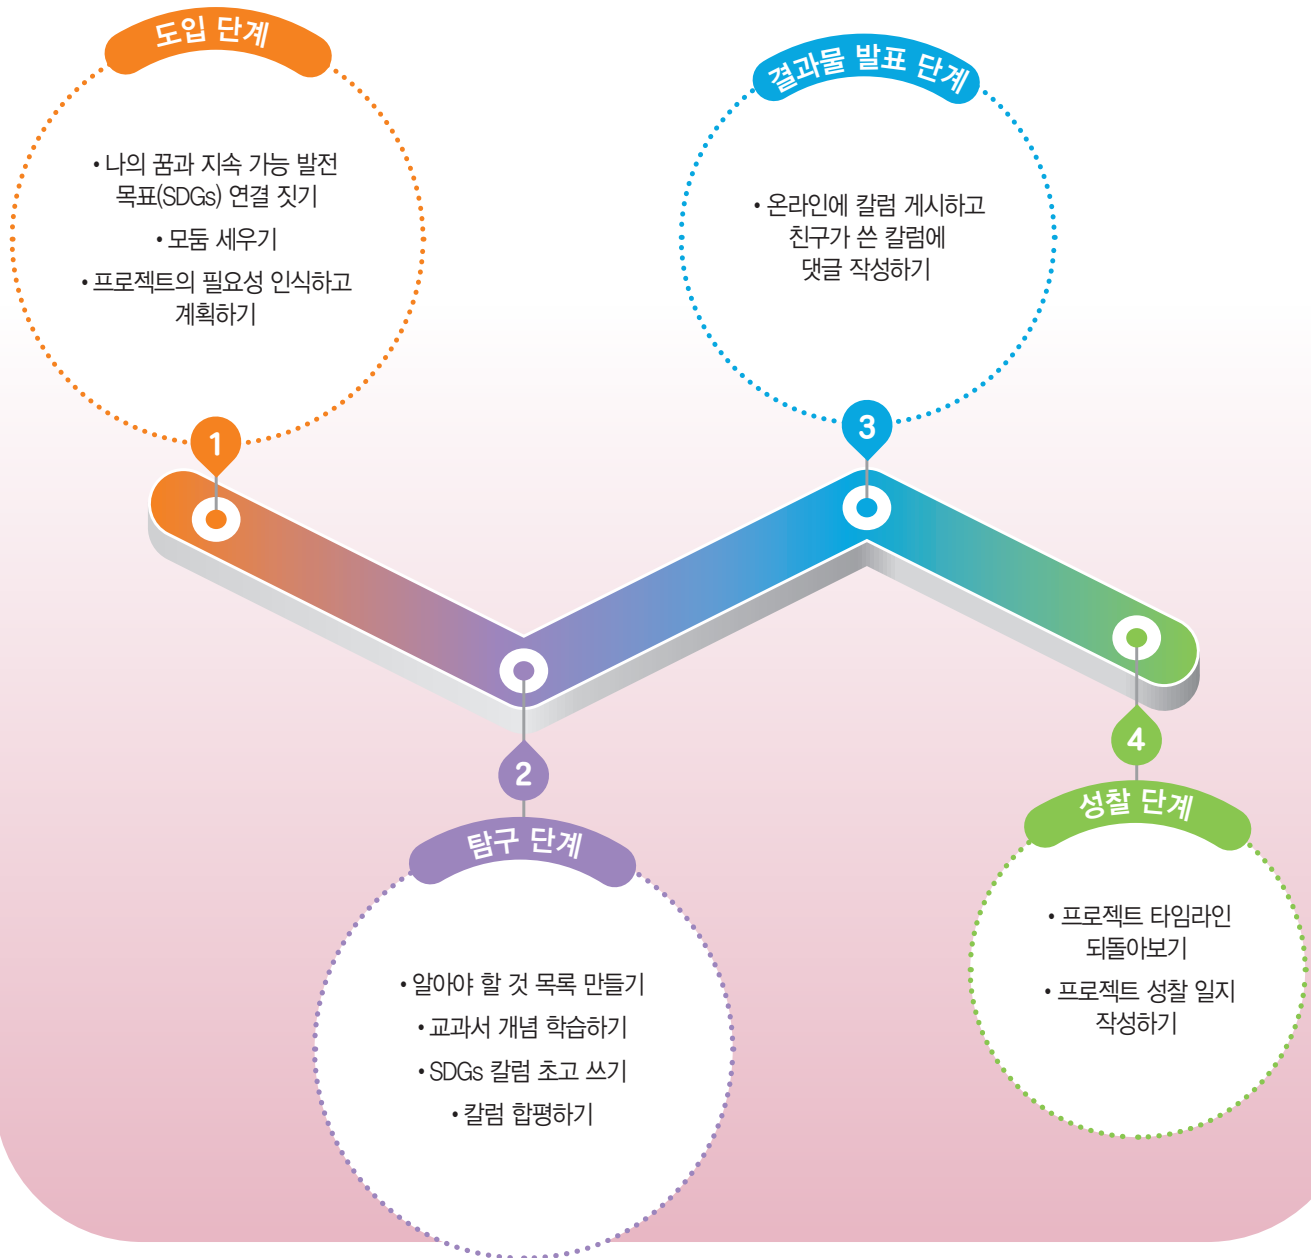 도입 단계
• 나의 꿈과 지속 가능 발전
목표(SDGs) 연결 짓기
• 모둠 세우기
• 프로젝트의 필요성 인식하고
계획하기
1
탐구 단계
• 알아야 할 것 목록 만들기
• 교과서 개념 학습하기
• SDGs 칼럼 초고 쓰기
• 칼럼 합평하기
2
결과물 발표 단계
• 온라인에 칼럼 게시하고
친구가 쓴 칼럼에
댓글 작성하기
3
성찰 단계
• 프로젝트 타임라인
되돌아보기
• 프로젝트 성찰 일지
작성하기
4